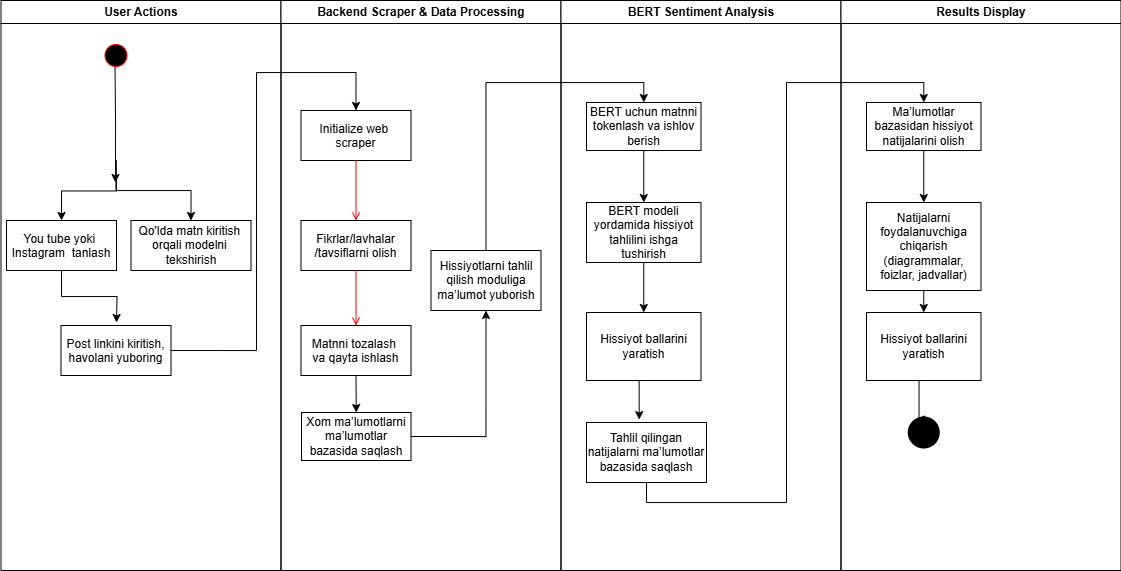 User Actions
Backend Scraper & Data Processing
BERT Sentiment Analysis
Results Display
You tube yoki
Instagram  tanlash
Qo'lda matn kiritish
orqali modelni
tekshirish
Post linkini kiritish,
havolani yuboring
Initialize web
scraper
Fikrlar/lavhalar
/tavsiflarni olish
Matnni tozalash
va qayta ishlash
Xom ma’lumotlarni
ma’lumotlar
bazasida saqlash
Hissiyotlarni tahlil
qilish moduliga
ma’lumot yuborish
BERT uchun matnni
tokenlash va ishlov
berish
BERT modeli
yordamida hissiyot
tahlilini ishga
tushirish
Hissiyot ballarini
yaratish
Tahlil qilingan
natijalarni ma’lumotlar
bazasida saqlash
Ma’lumotlar
bazasidan hissiyot
natijalarini olish
Natijalarni
foydalanuvchiga
chiqarish
(diagrammalar,
foizlar, jadvallar)
Hissiyot ballarini
yaratish